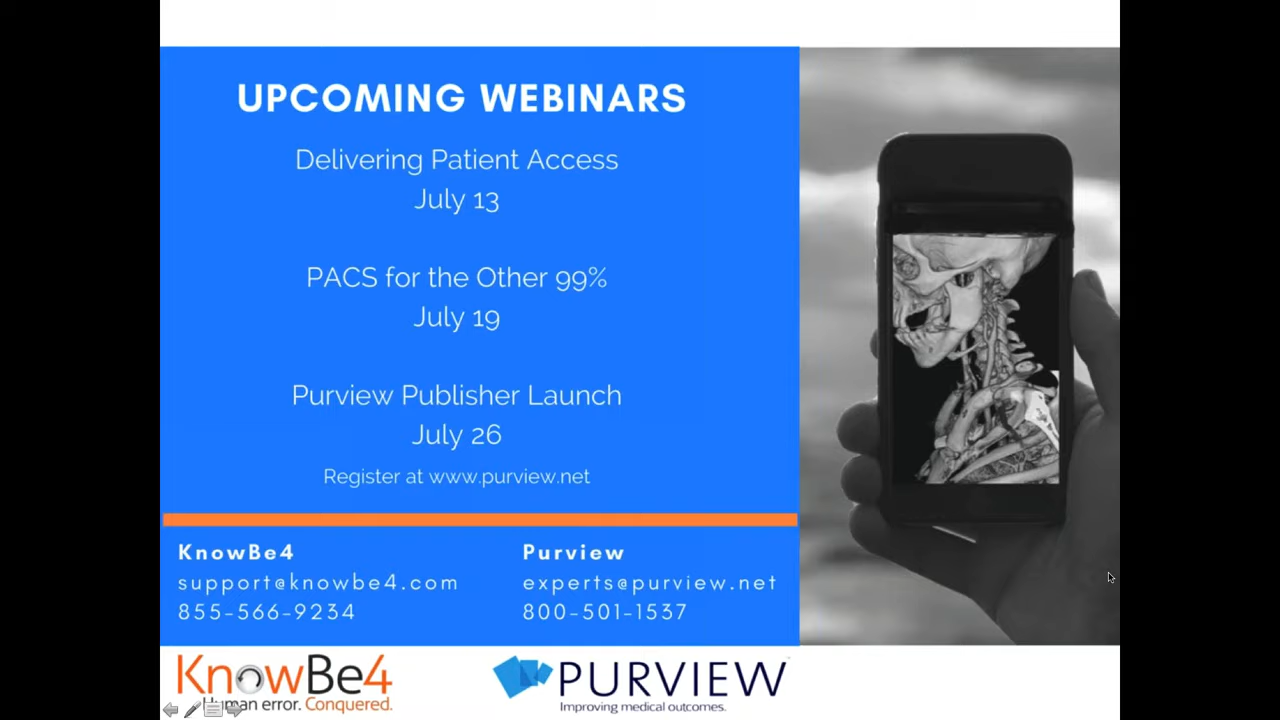 UPCOMING WEBINARS
Delivering Patient Access
July 13
PACS for the Other 99%
July 19
Purview Publisher Launch
July 26
Register at www.purview.net
KnowBe4
support@knowbe4.com
855-566-9234
Purview
experts@purview.net
800-501-1537
KnowBe4
Human error. Conquered.
PURVIEW
Improving medical outcomes.